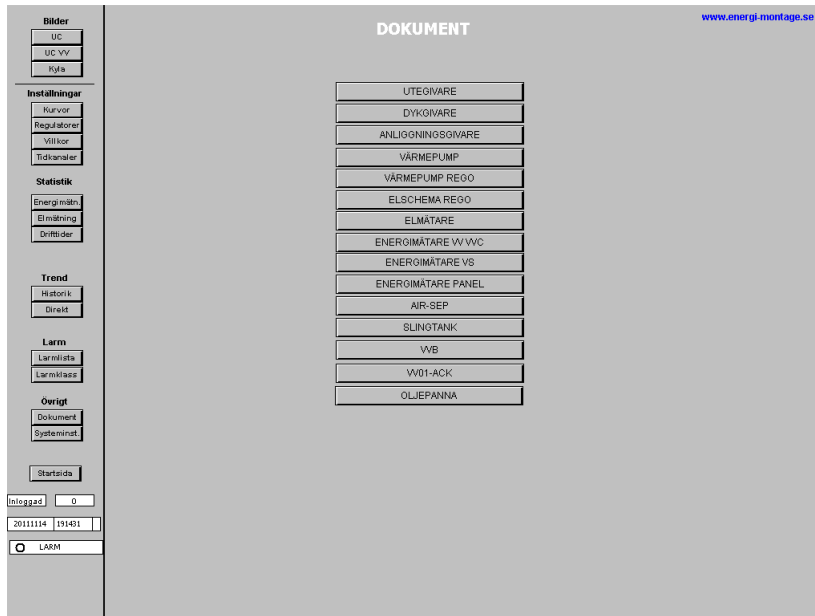 Bilder
UC
UC VV
Kyla
Inställningar
Kurvor
Regulatorer
Villkor
Tidkanaler
Statistik
Energimätn.
Elmätning
Drifttider
Trend
Historik
Direkt
Larm
Larmlista
Larmklass
Övrigt
Dokument
Systeminst.
Startsida
Inloggad 0
20111114 191431
LARM
DOKUMENT
www.energi-montage.se
UTEGIVARE
DYKGIVARE
ANLIGGNINGSGIVARE
VÄRMEPUMP
VÄRMEPUMP REGO
ELSCHEMA REGO
ELMÄTARE
ENERGIMÄTARE VV VVC
ENERGIMÄTARE VS
ENERGIMÄTARE PANEL
AIR-SEP
SLINGTANK
VVB
VV01-ACK
OLJEPANNA